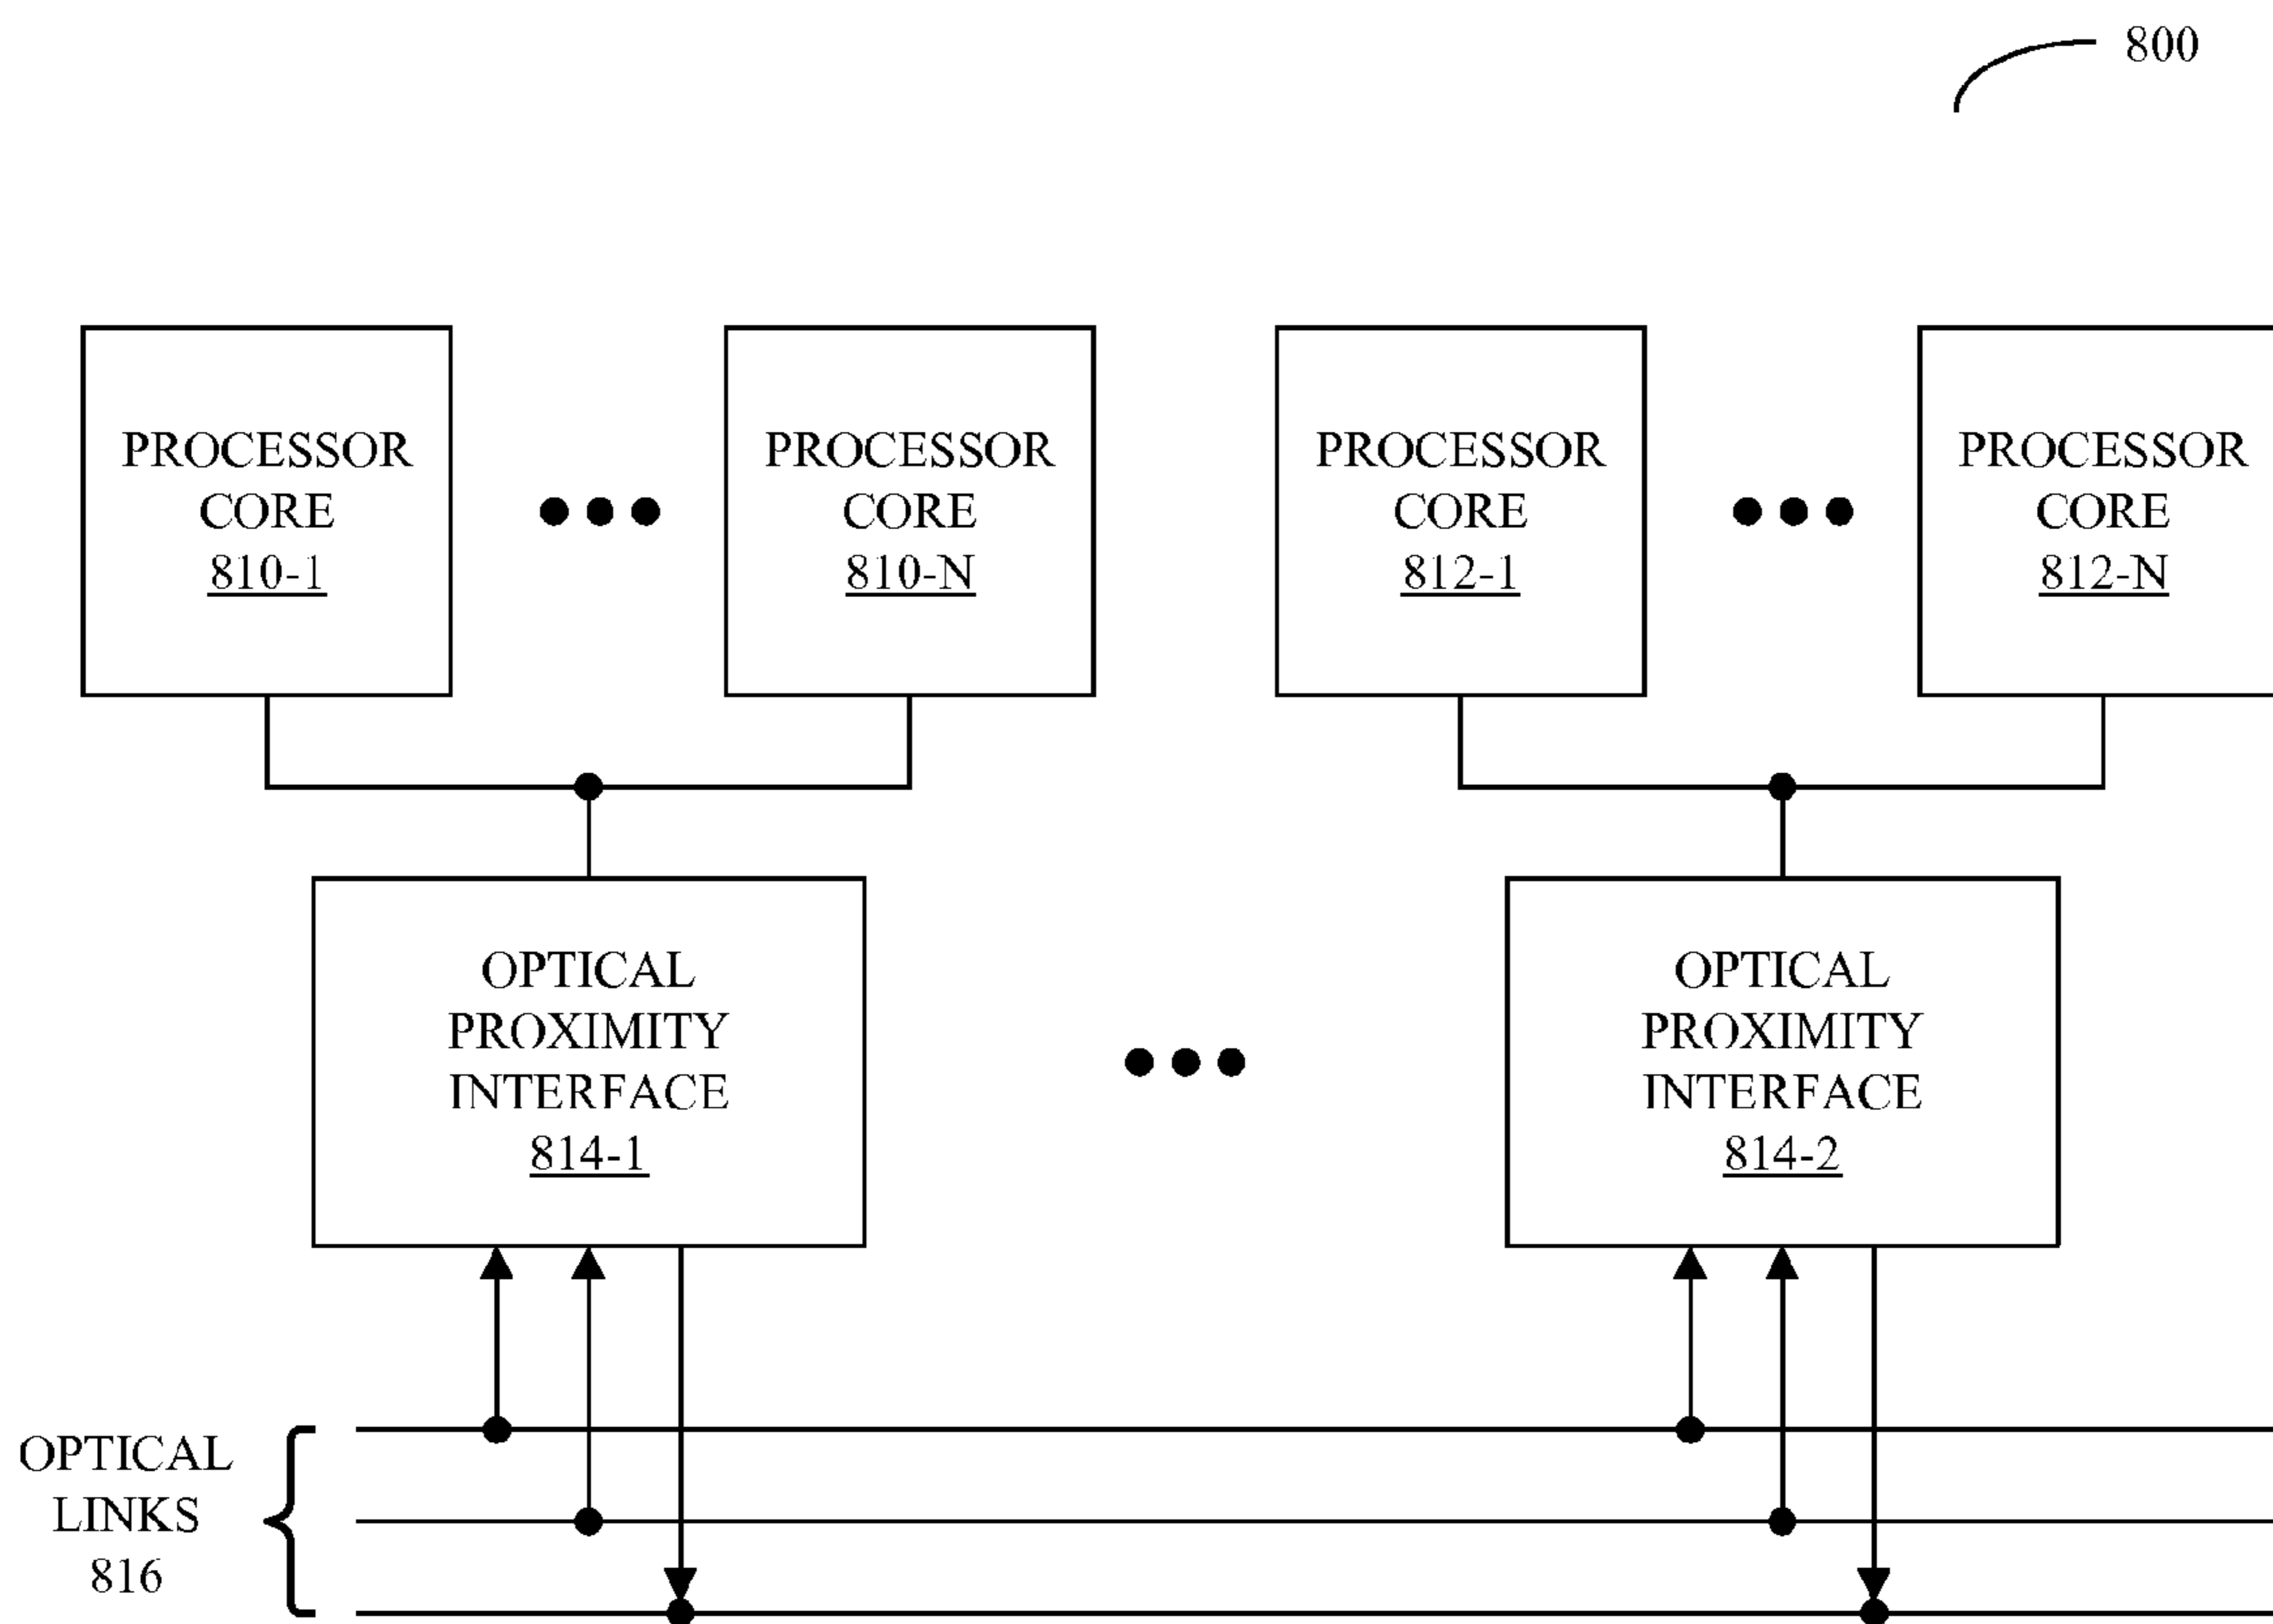 800
PROCESSOR
CORE
810-1
PROCESSOR
CORE
810-N
PROCESSOR
CORE
812-1
PROCESSOR
CORE
812-N
OPTICAL
PROXIMITY
INTERFACE
814-1
OPTICAL
PROXIMITY
INTERFACE
814-2
OPTICAL
LINKS
816